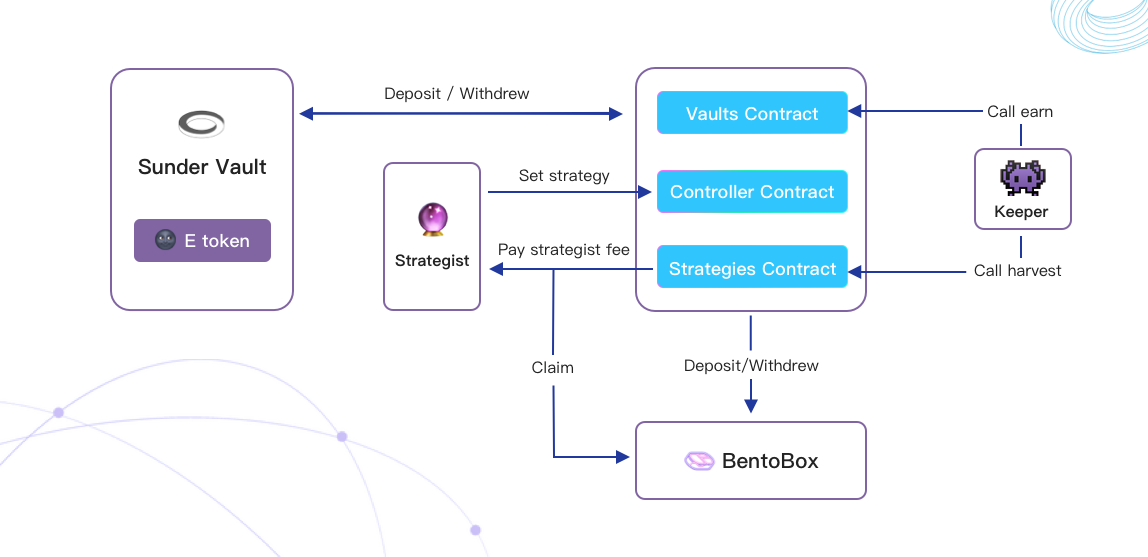 Deposit / Withdrew
Sunder Vault
E token
Strategist
Set strategy
Pay strategist fee
Claim
Vaults Contract
Controller Contract
Strategies Contract
Call earn
Keeper
Call harvest
Deposit/Withdrew
BentoBox